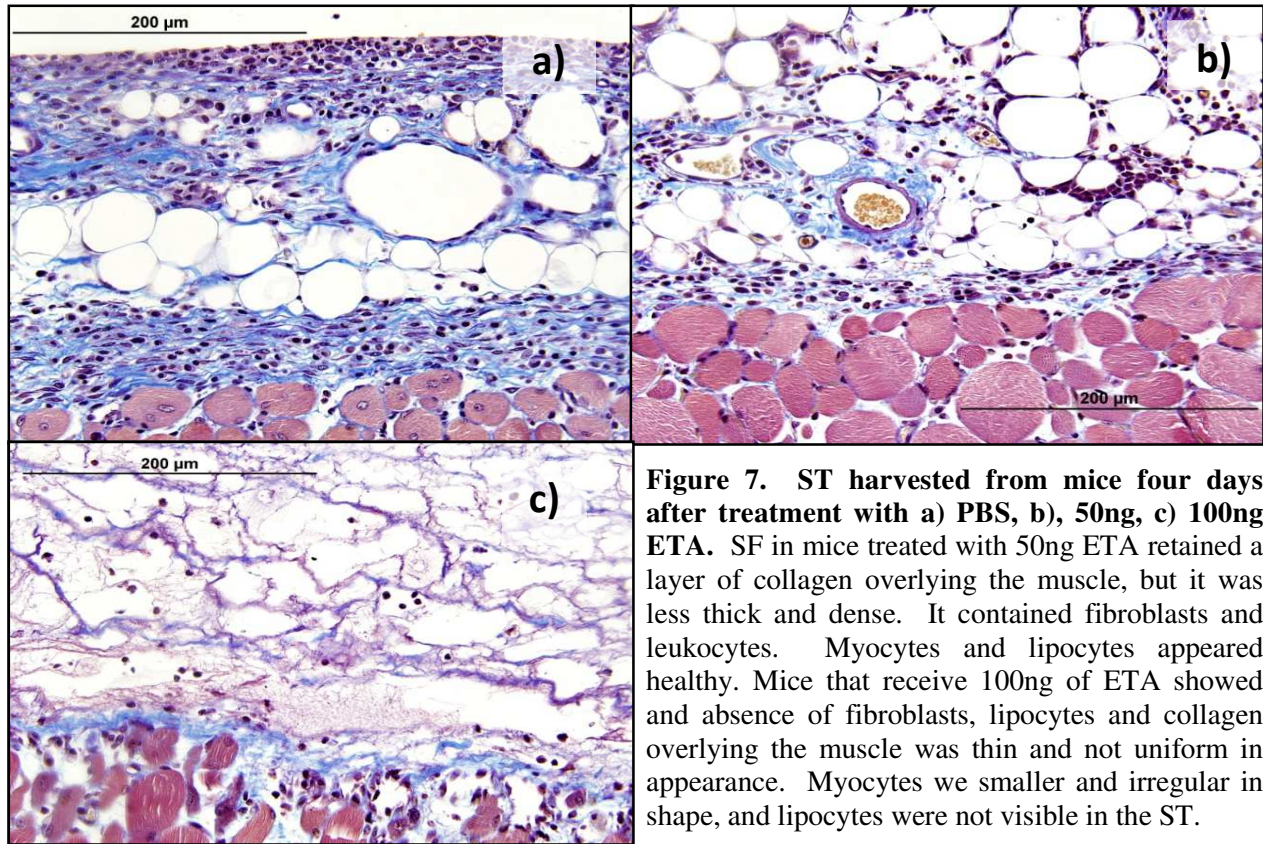 200 µm
a)
b)
200 µm
200 µm
c)
Figure 7. ST harvested from mice four days
after treatment with a) PBS, b), 50ng, c) 100ng
ETA. SF in mice treated with 50ng ETA retained a
layer of collagen overlying the muscle, but it was
less thick and dense. It contained fibroblasts and
leukocytes. Myocytes and lipocytes appeared
healthy. Mice that receive 100ng of ETA showed
and absence of fibroblasts, lipocytes and collagen
overlying the muscle was thin and not uniform in
appearance. Myocytes we smaller and irregular in
shape, and lipocytes were not visible in the ST.